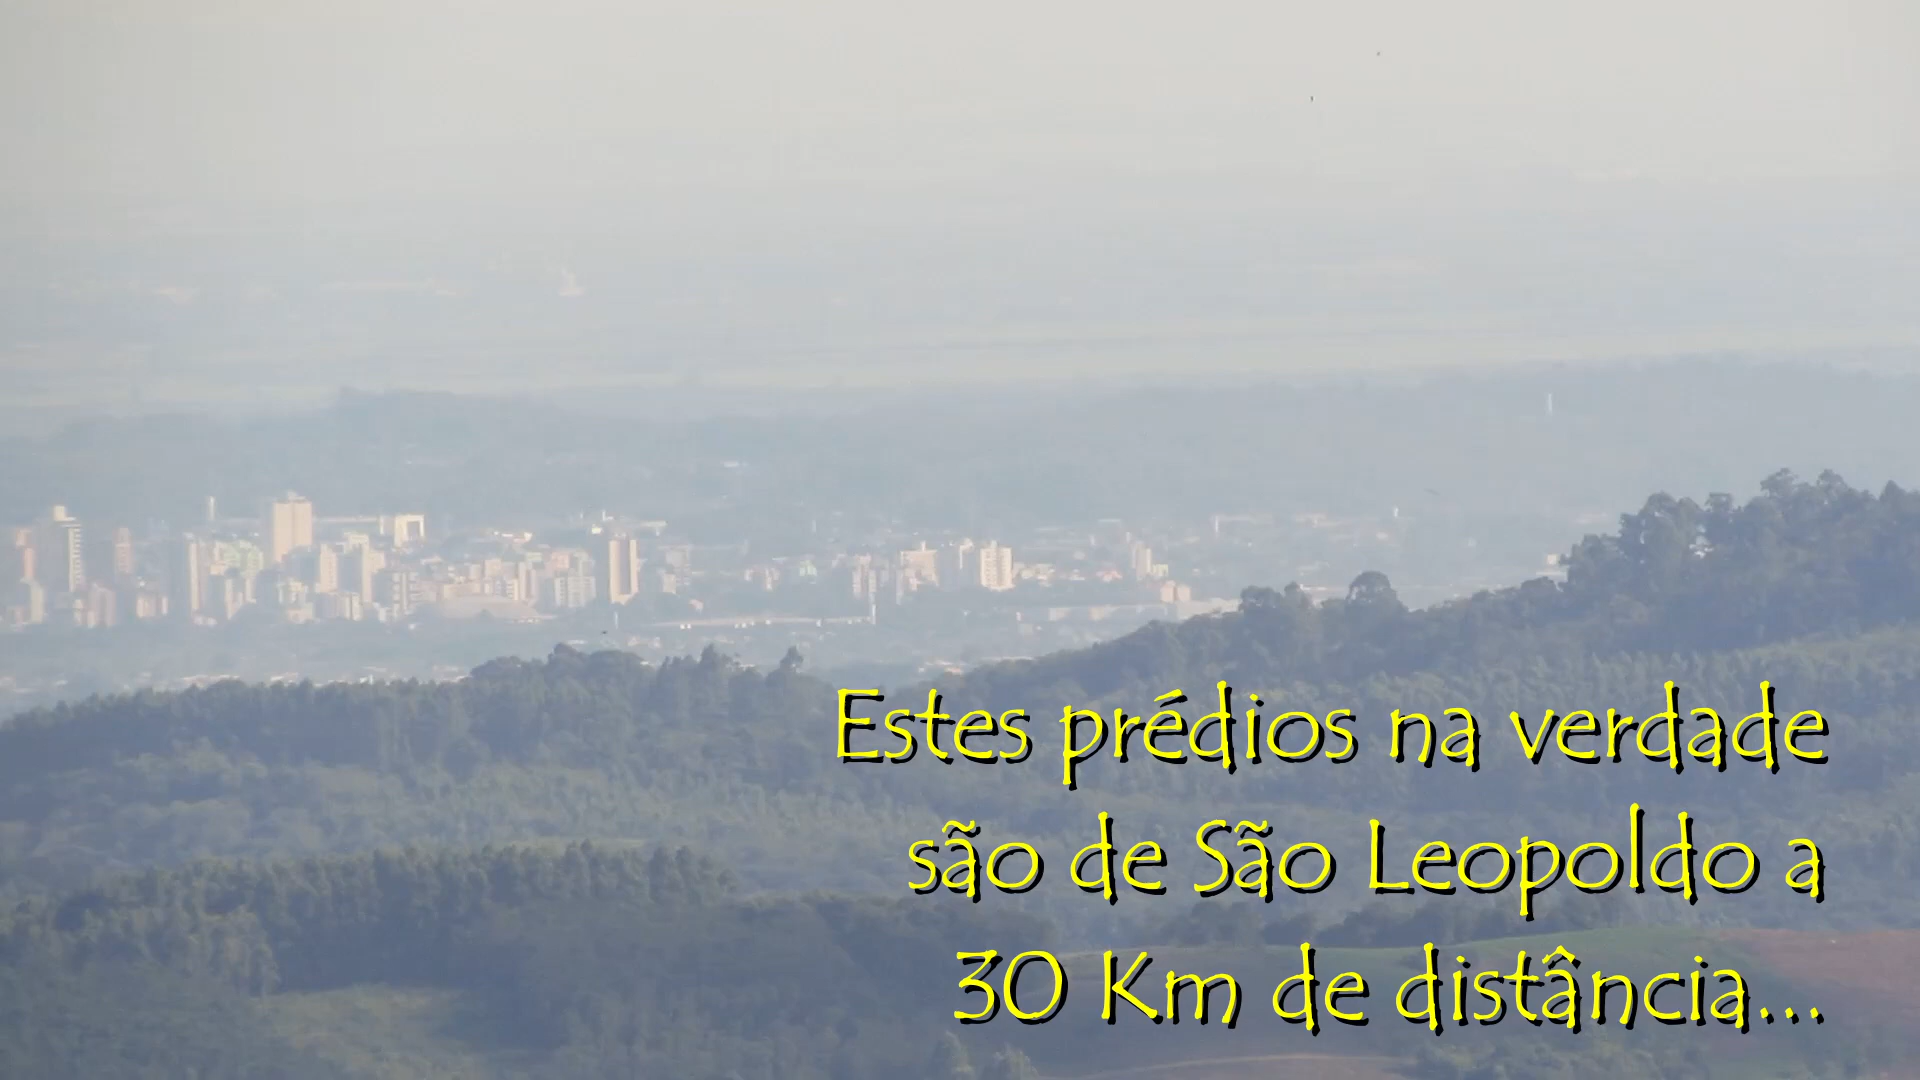 Estes prédios na verdade
são de São Leopoldo a
30 Km de distância...